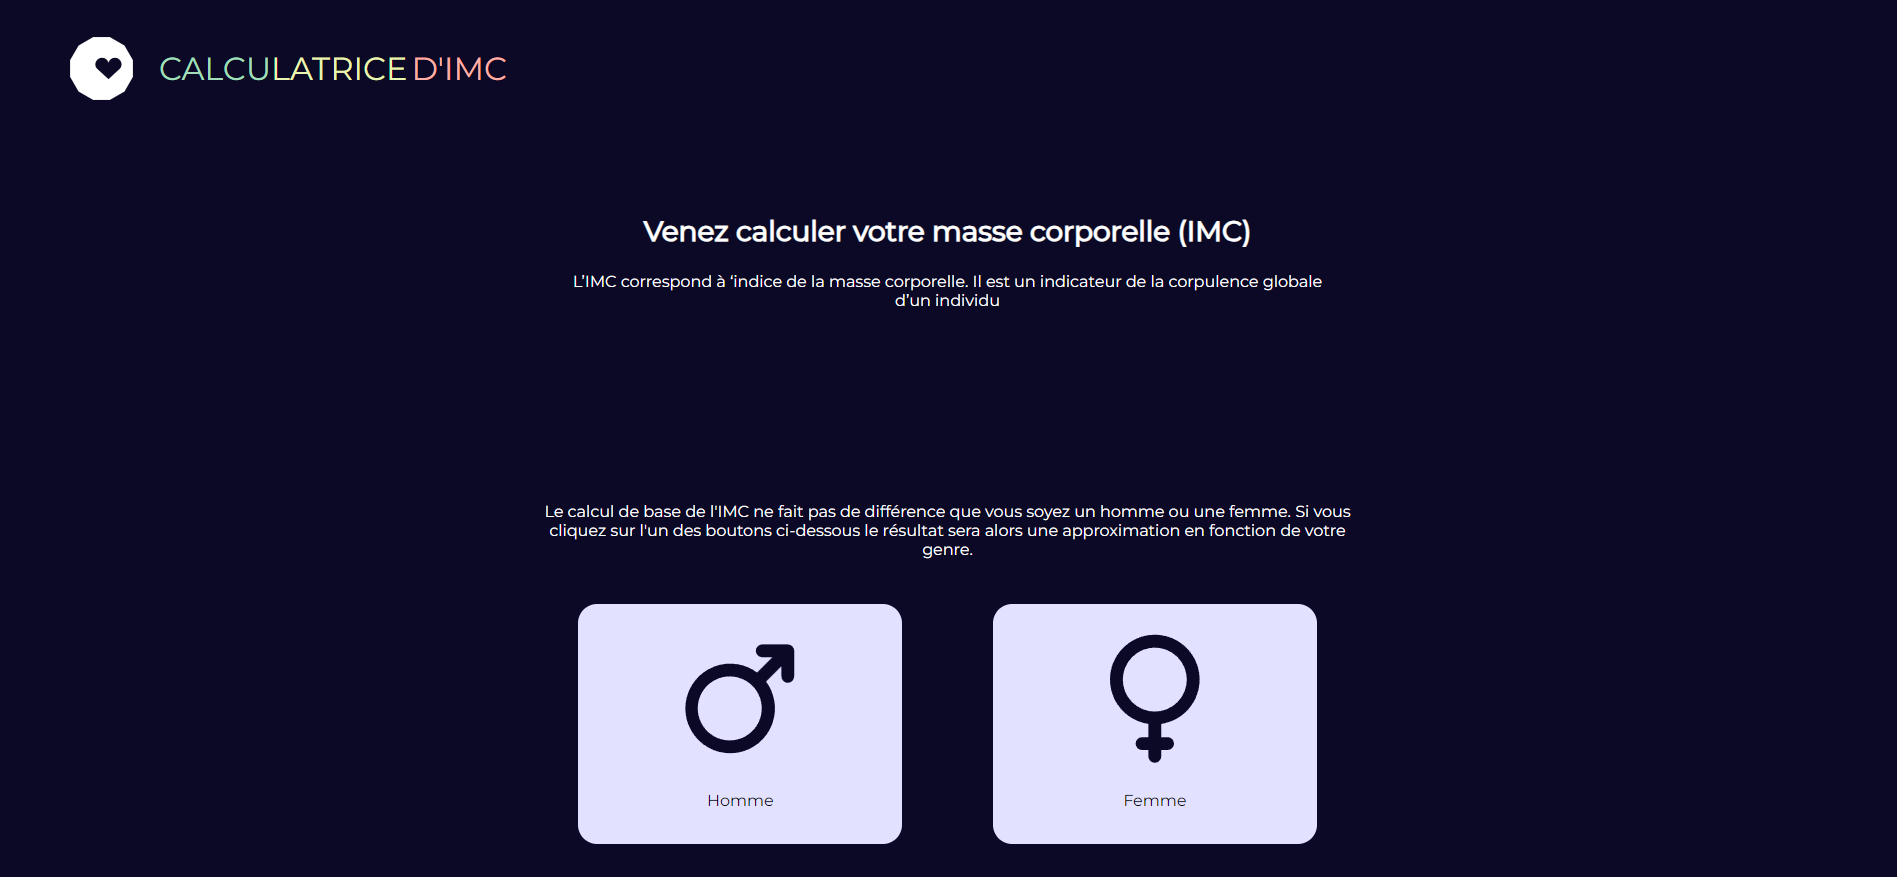 CALCULATRICE D'IMC
Venez calculer votre masse corporelle (IMC)
L’IMC correspond à ‘indice de la masse corporelle. Il est un indicateur de la corpulence globale
d’un individu
Le calcul de base de l'IMC ne fait pas de différence que vous soyez un homme ou une femme. Si vous
cliquez sur l'un des boutons ci-dessous le résultat sera alors une approximation en fonction de votre
genre.
Homme
Femme